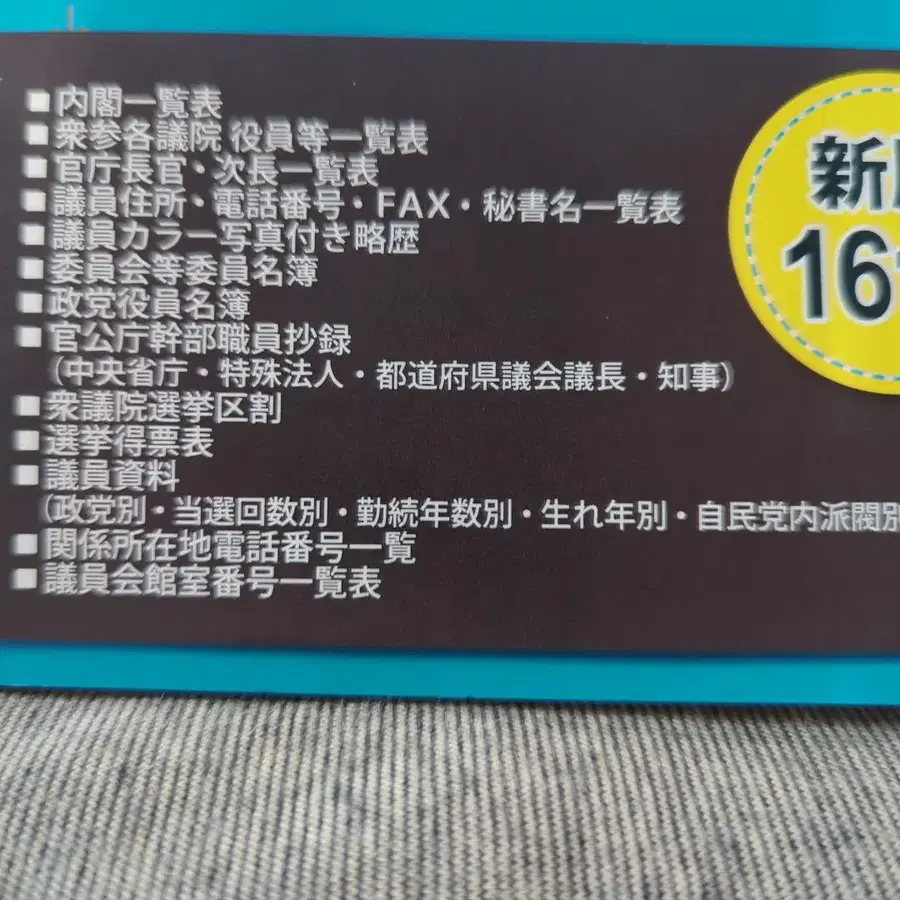 ■内閣一覧表
■衆参各議院 役員等一覧表
■官庁長官・次長一覧表
■議員住所・電話番号・FAX・秘書名一覧表
■議員カラー写真付き略歴
■委員会等委員名簿
■政党役員名簿
■官公庁幹部職員抄録
（中央省庁・特殊法人・都道府県議会議長・知事）
■衆議院選挙区割
■選挙得票表
■議員資料
（政党別・当選回数別・勤続年数別・生れ年別・自民党内派閥別
■関係所在地電話番号一覧
■議員会館室番号一覧表
新
16